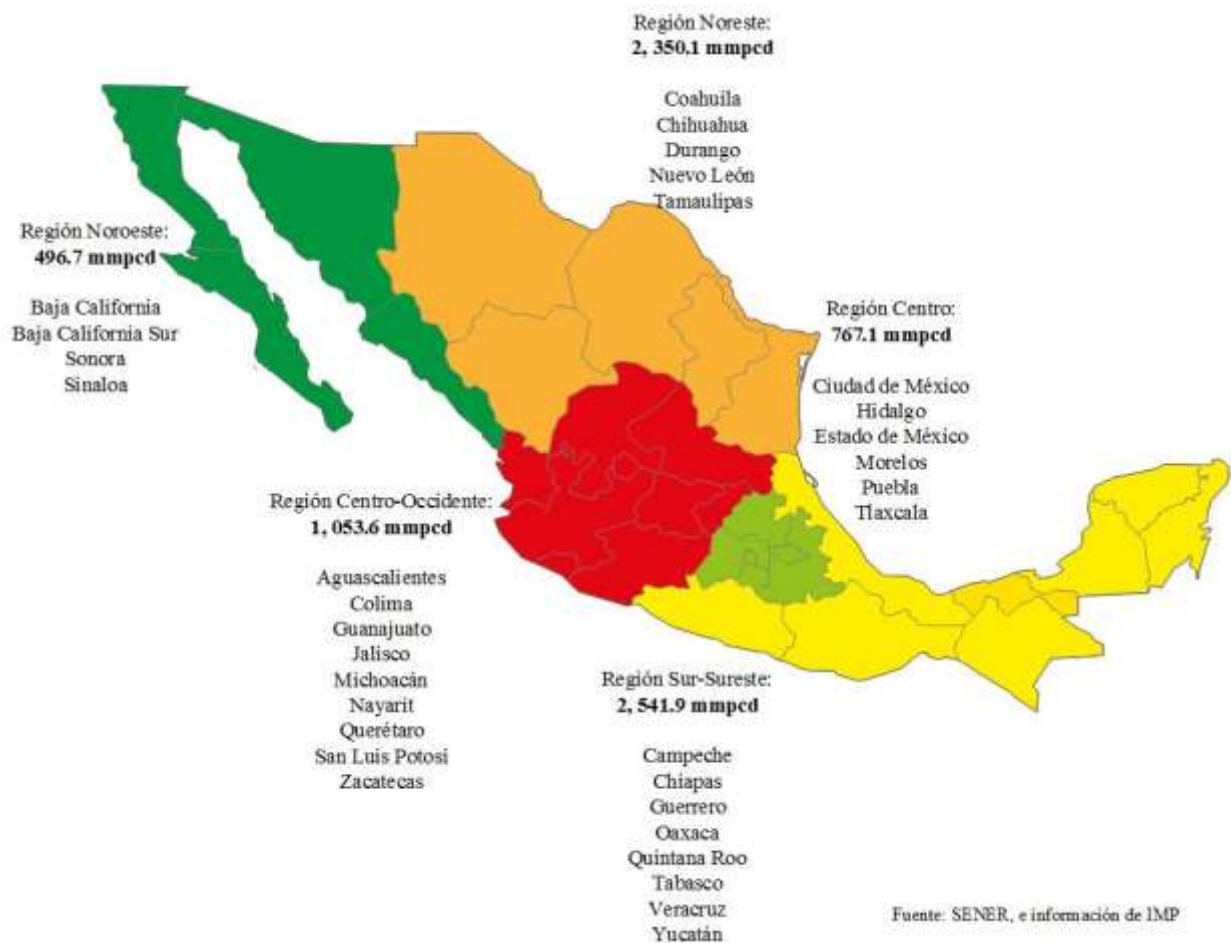 Región Noreste:
2, 350.1 mmpcd
Coahuila
Chihuahua
Durango
Nuevo León
Tamaulipas
Región Noroeste:
496.7 mmpcd
Baja California
Baja California Sur
Sonora
Sinaloa
Región Centro:
767.1 mmpcd
Ciudad de México
Hidalgo
Estado de México
Morelos
Puebla
Tlaxcala
Región Centro-Occidente:
1, 053.6 mmpcd
Aguascalientes
Colima
Guanajuato
Jalisco
Michoacán
Nayarit
Querétaro
San Luis Potosí
Zacatecas
Región Sur-Sureste:
2, 541.9 mmpcd
Campeche
Chiapas
Guerrero
Oaxaca
Quintana Roo
Tabasco
Veracruz
Yucatán
Fuente: SENER, e información de IMP